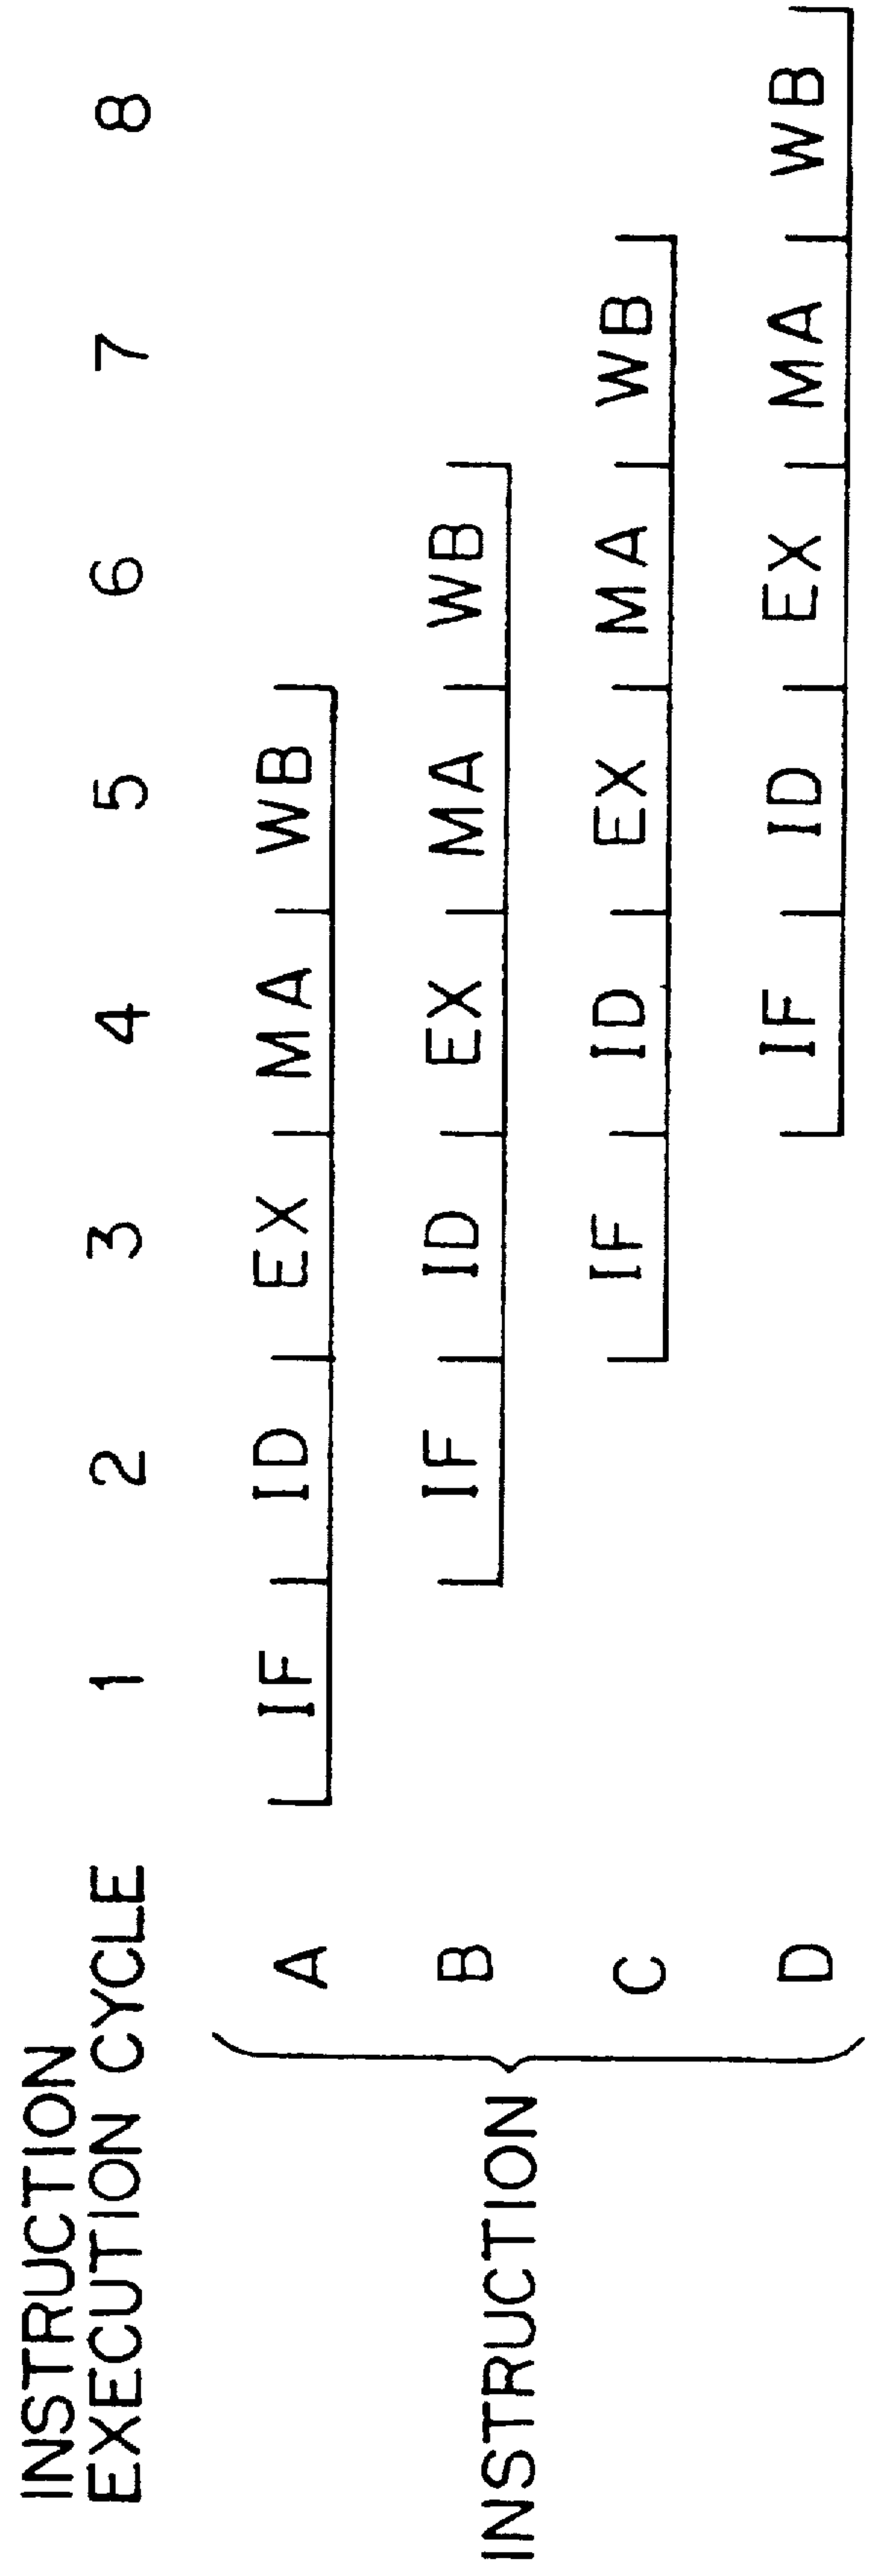 INSTRUCTION
EXECUTION CYCLE 1 2 3 4 5 6 7 8
A IF ID EX MA WB
B IF ID EX MA WB
INSTRUCTION
C IF ID EX MA WB
D IF ID EX MA WB